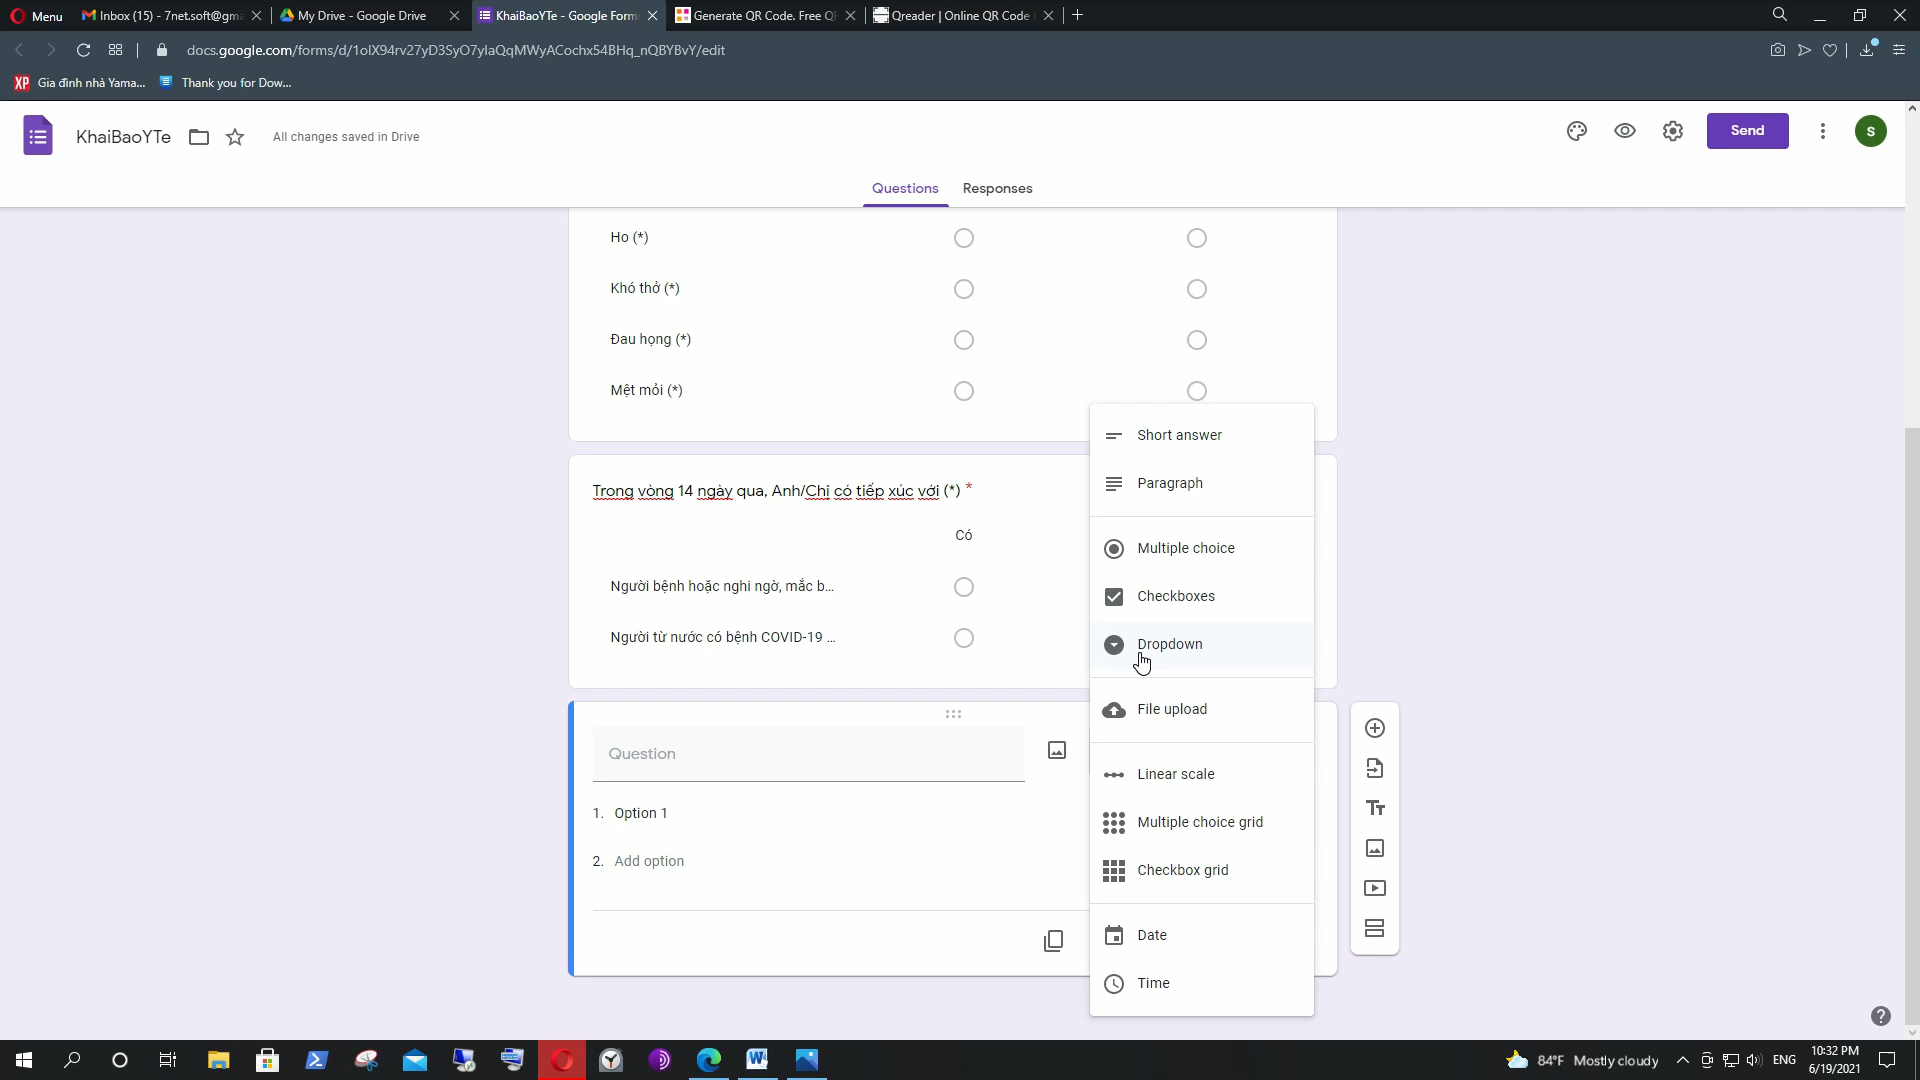 Menu
Inbox (15) - 7net.soft@gma
My Drive - Google Drive
KhaiBaoYTe - Google Form
Generate QR Code. Free Q
Qreader | Online QR Code
docs.google.com/forms/d/1olX94rv27yD3SyO7ylaQqMWyACochx54BHq_nQBYBvY/edit
XP Gia đình nhà Yama...
Thank you for Dow...
KhaiBaoYTe
All changes saved in Drive
Send
S
Questions
Responses
Ho (*)
Khó thở (*)
Đau họng (*)
Mệt mỏi (*)
Trong vòng 14 ngày qua, Anh/Chị có tiếp xúc với (*) *
Có
Người bệnh hoặc nghi ngờ, mắc b...
Người từ nước có bệnh COVID-19 ...
Question
1. Option 1
2. Add option
Short answer
Paragraph
Multiple choice
Checkboxes
Dropdown
File upload
Linear scale
Multiple choice grid
Checkbox grid
Date
Time
84°F Mostly cloudy
ENG
10:32 PM
6/19/2021